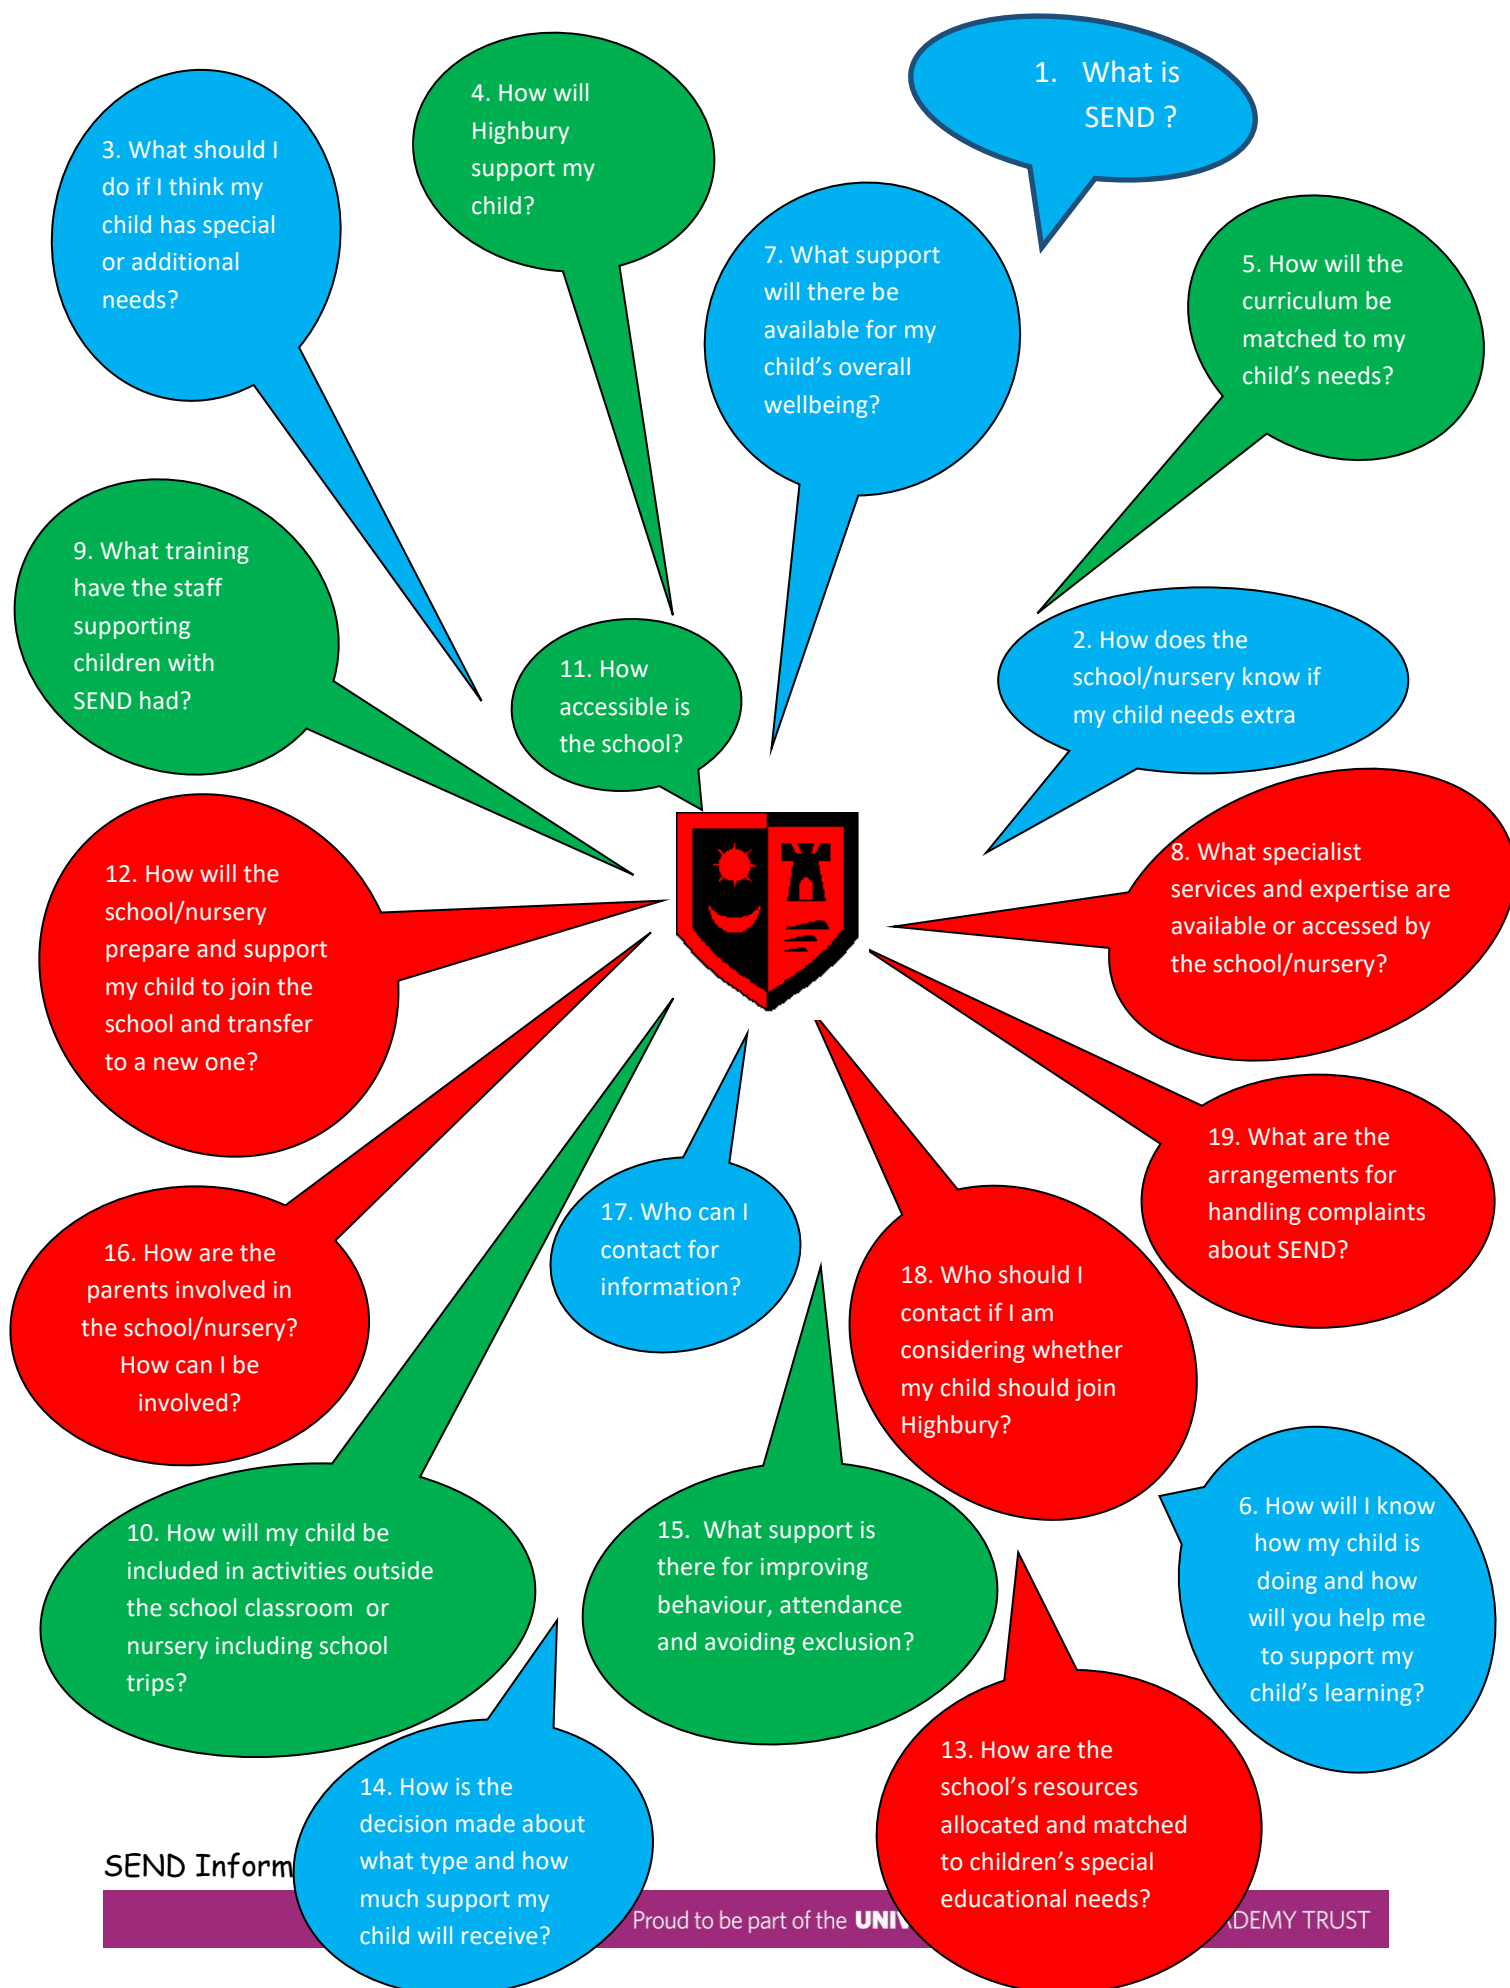 1. What is
SEND ?
4. How will
Highbury
support my
child?
3. What should I
do if I think my
child has special
or additional
needs?
7. What support
will there be
available for my
child's overall
wellbeing?
5. How will the
curriculum be
matched to my
child's needs?
9. What training
have the staff
supporting
children with
SEND had?
11. How
accessible is
the school?
2. How does the
school/nursery know if
my child needs extra
8. What specialist
services and expertise are
available or accessed by
the school/nursery?
12. How will the
school/nursery
prepare and support
my child to join the
school and transfer
to a new one?
19. What are the
arrangements for
handling complaints
about SEND?
17. Who can I
contact for
information?
16. How are the
parents involved in
the school/nursery?
How can I be
involved?
18. Who should I
contact if I am
considering whether
my child should join
Highbury?
6. How will I know
how my child is
doing and how
will you help me
to support my
child's learning?
10. How will my child be
included in activities outside
the school classroom or
nursery including school
trips?
15. What support is
there for improving
behaviour, attendance
and avoiding exclusion?
13. How are the
school's resources
allocated and matched
to children's special
educational needs?
14. How is the
decision made about
what type and how
much support my
child will receive?
SEND Inform
Proud to be part of the UNI DEMY TRUST